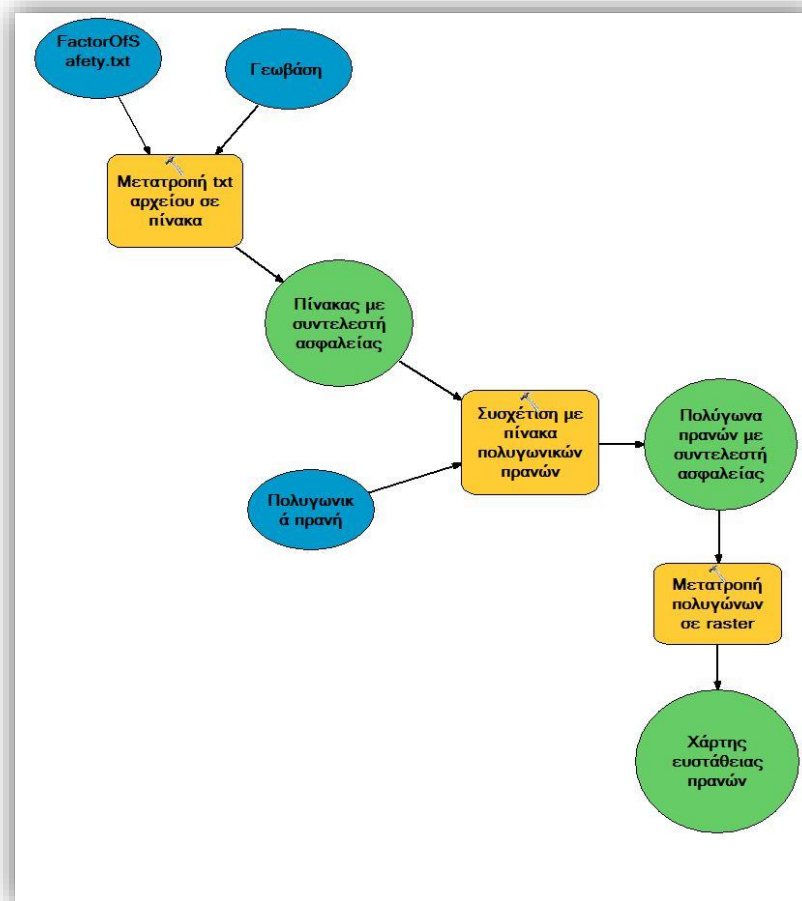 FactorOfS
afety.txt
Γεωβάση
Μετατροπή txt
αρχείου σε
πίνακα
Πίνακας με
συντελεστή
ασφαλείας
Συσχέτιση με
πίνακα
πολυγωνικών
πρανών
Πολύγωνα
πρανών με
συντελεστή
ασφαλείας
Πολυγωνικ
ά πρανή
Μετατροπή
πολυγώνων
σε raster
Χάρτης
ευστάθειας
πρανών